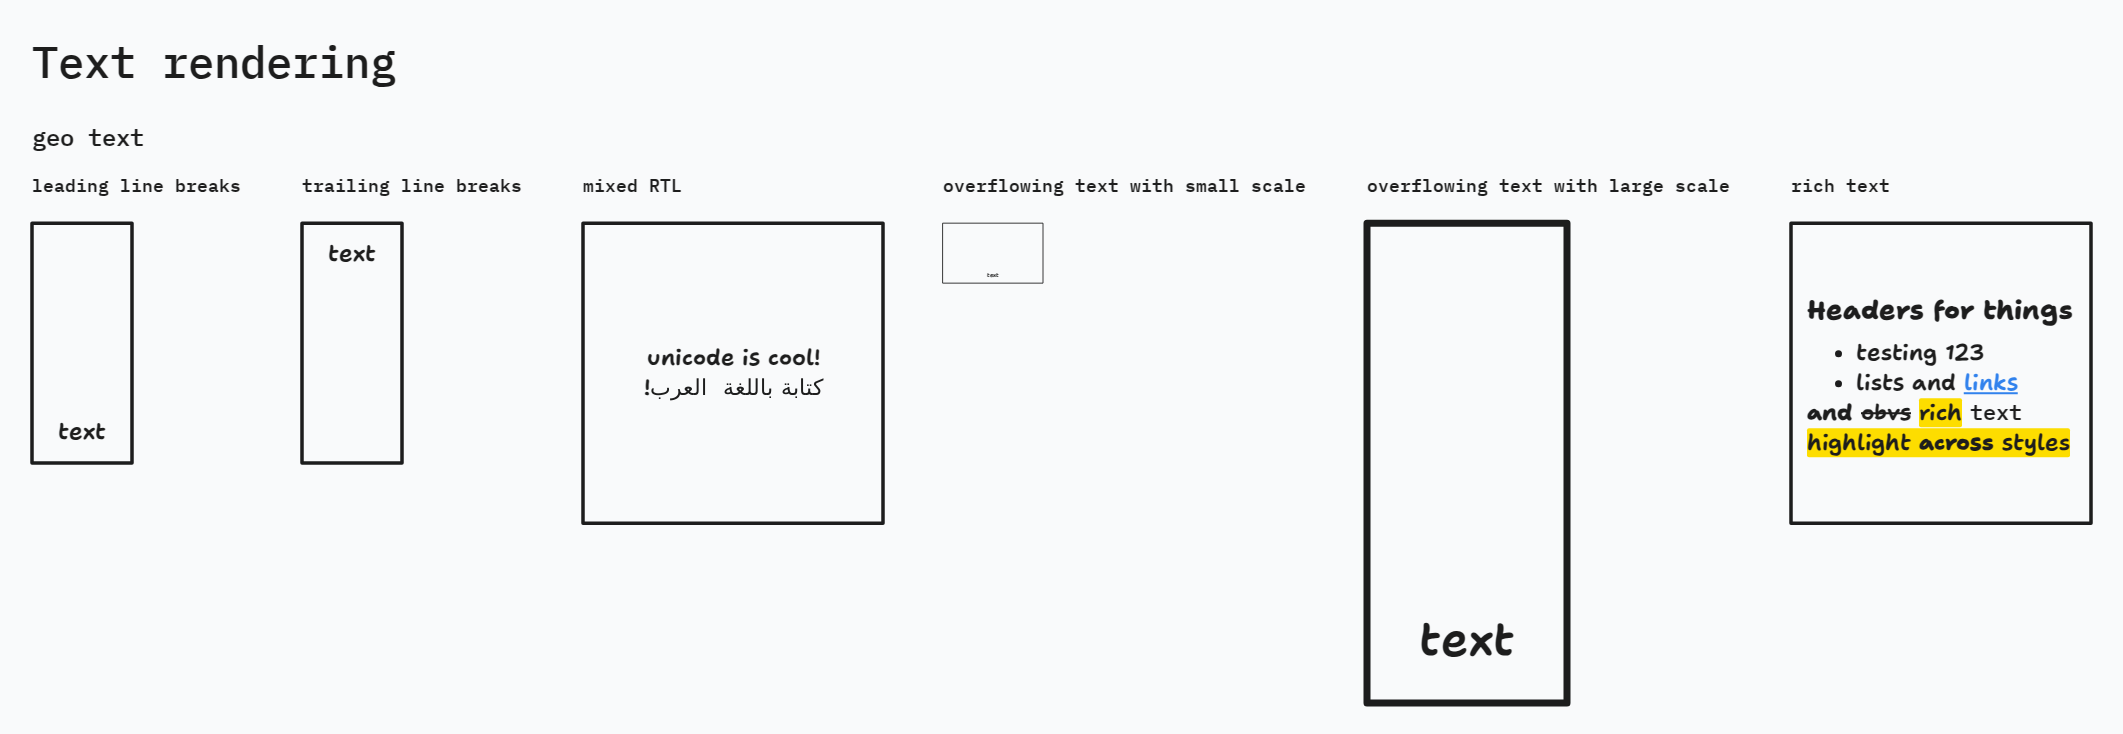 Text rendering
geo text
leading line breaks
text
trailing line breaks
text
mixed RTL
unicode is cool!
كتابة باللغة  العرب!
overflowing text with small scale
text
overflowing text with large scale
text
rich text
Headers for things
• testing 123
• lists and links
and obvs rich text
highlight across styles